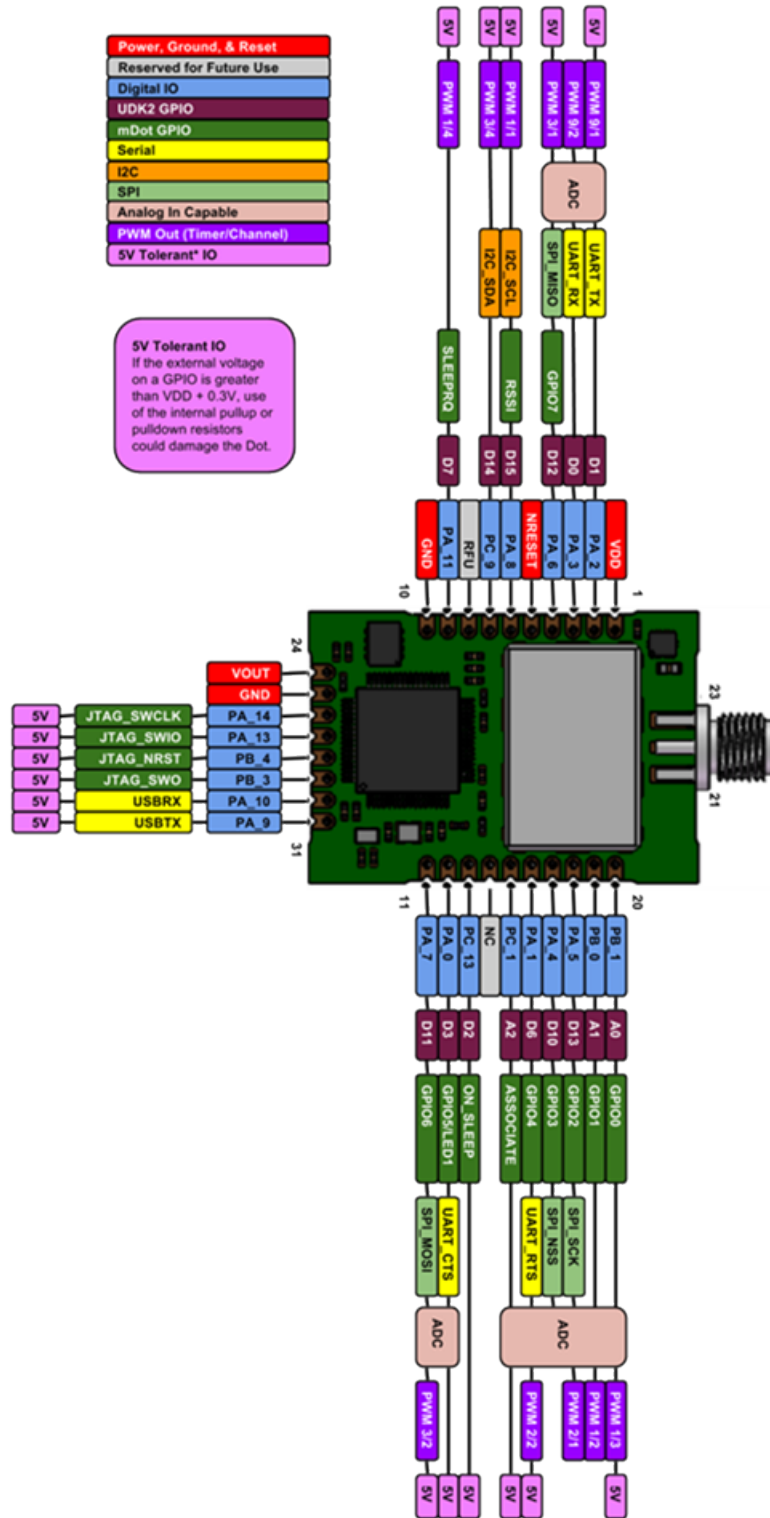 Power, Ground, & Reset
Reserved for Future Use
Digital IO
UDK2 GPIO
mDot GPIO
Serial
I2C
SPI
Analog In Capable
PWM Out (Timer/Channel)
5V Tolerant* IO
5V Tolerant IO
If the external voltage
on a GPIO is greater
than VDD + 0.3V, use
of the internal pullup or
pulldown resistors
could damage the Dot.
VDD
5V PWM 9/1 UART_TX D1 PA_2
PWM 9/2 UART_RX D0 PA_3
5V PWM 3/1 SPI_MISO GPIO7 D12 PA_6
ADC
NRESET
5V PWM 1/1 I2C_SCL RSSI D15 PA_8
5V PWM 3/4 I2C_SDA D14 PC_9
RFU
5V PWM 1/4 SLEEPRQ D7 PA_11
GND
10
1
24
23
VOUT
GND
5V JTAG_SWCLK PA_14
5V JTAG_SWIO PA_13
5V JTAG_NRST PB_4
5V JTAG_SWO PB_3
5V USBRX PA_10
5V USBTX PA_9
31
21
11
20
PB_1 A0 GPIO0 PWM 1/3 5V
PB_0 A1 GPIO1 PWM 1/2
PA_5 D13 GPIO2 SPI_SCK PWM 2/1
PA_4 D10 GPIO3 SPI_NSS
PA_1 D6 GPIO4 UART_RTS PWM 2/2 5V
PC_1 A2 ASSOCIATE 5V
ADC
NC
PC_13 D2 ON_SLEEP 5V
PA_0 D3 GPIO5/LED1 UART_CTS 5V
PA_7 D11 GPIO6 SPI_MOSI PWM 3/2 5V
ADC